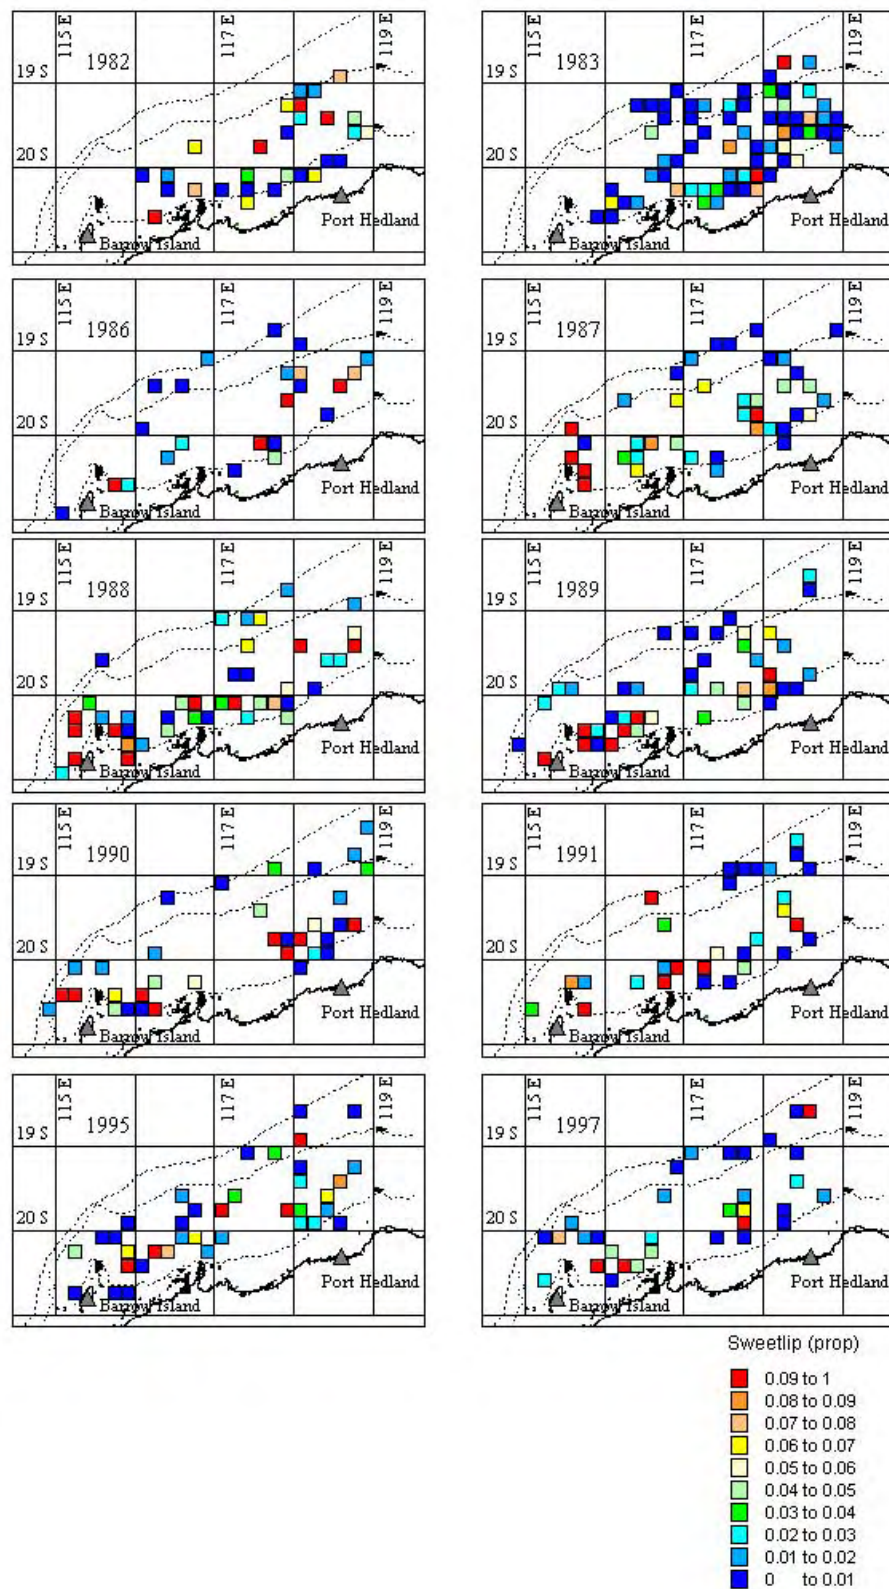 115 E
117 E
119 E
19 S
1982
20 S
Port Hedland
Barrow Island
115 E
117 E
119 E
19 S
1983
20 S
Port Hedland
Barrow Island
115 E
117 E
119 E
19 S
1986
20 S
Port Hedland
Barrow Island
115 E
117 E
119 E
19 S
1987
20 S
Port Hedland
Barrow Island
115 E
117 E
119 E
19 S
1988
20 S
Port Hedland
Barrow Island
115 E
117 E
119 E
19 S
1989
20 S
Port Hedland
Barrow Island
115 E
117 E
119 E
19 S
1990
20 S
Port Hedland
Barrow Island
115 E
117 E
119 E
19 S
1991
20 S
Port Hedland
Barrow Island
115 E
117 E
119 E
19 S
1995
20 S
Port Hedland
Barrow Island
115 E
117 E
119 E
19 S
1997
20 S
Port Hedland
Barrow Island
Sweetlip (prop)
0.09 to 1
0.08 to 0.09
0.07 to 0.08
0.06 to 0.07
0.05 to 0.06
0.04 to 0.05
0.03 to 0.04
0.02 to 0.03
0.01 to 0.02
0 to 0.01